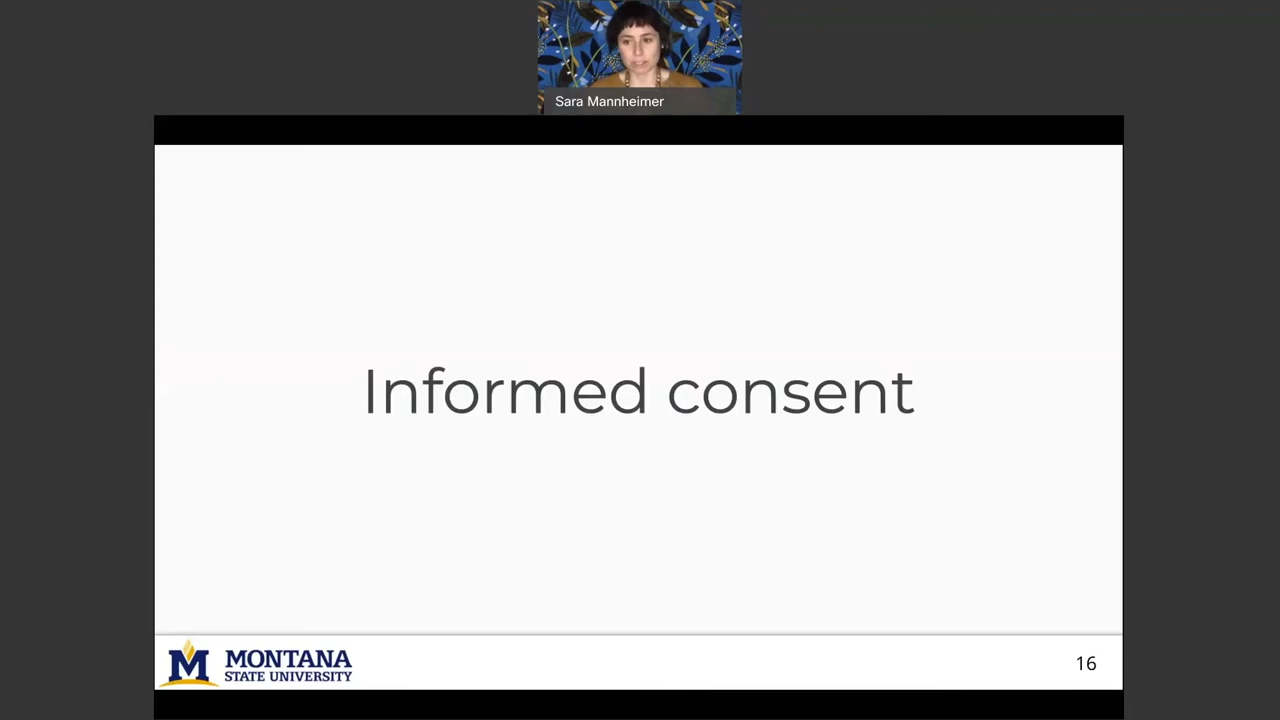 Sara Mannheimer
Informed consent
M MONTANA
STATE UNIVERSITY
16